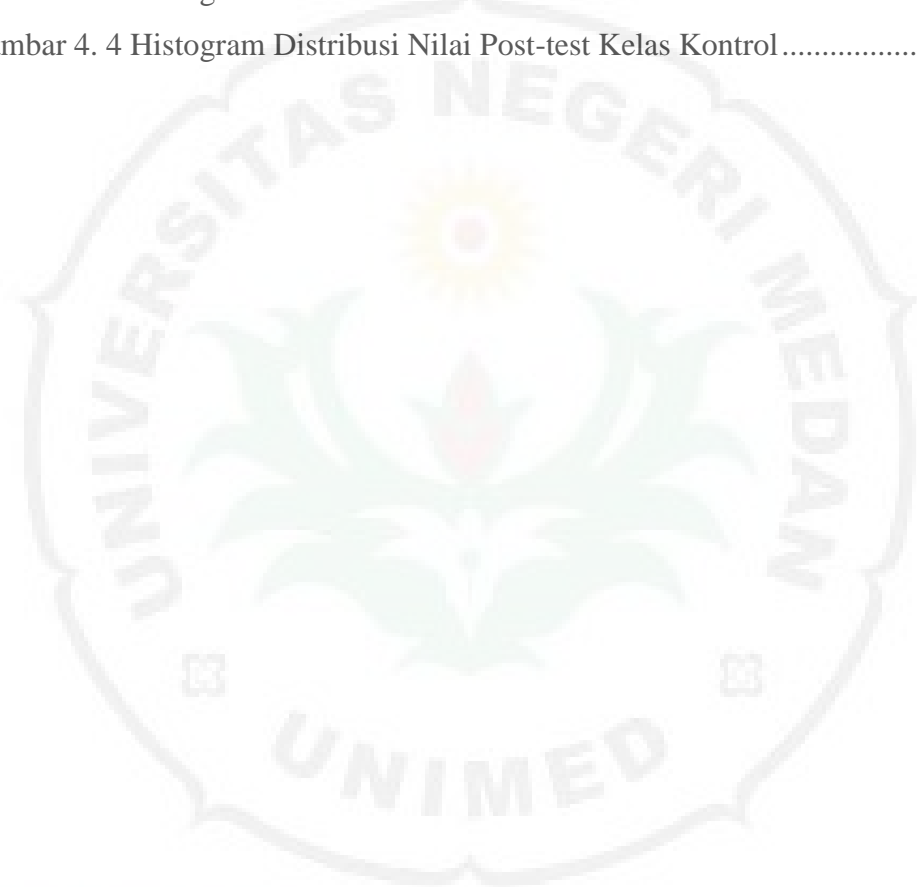 mbar 4. 4 Histogram Distribusi Nilai Post-test Kelas Kontrol.................
UNIVERSITAS NEGERI MEDAN
UNIMED